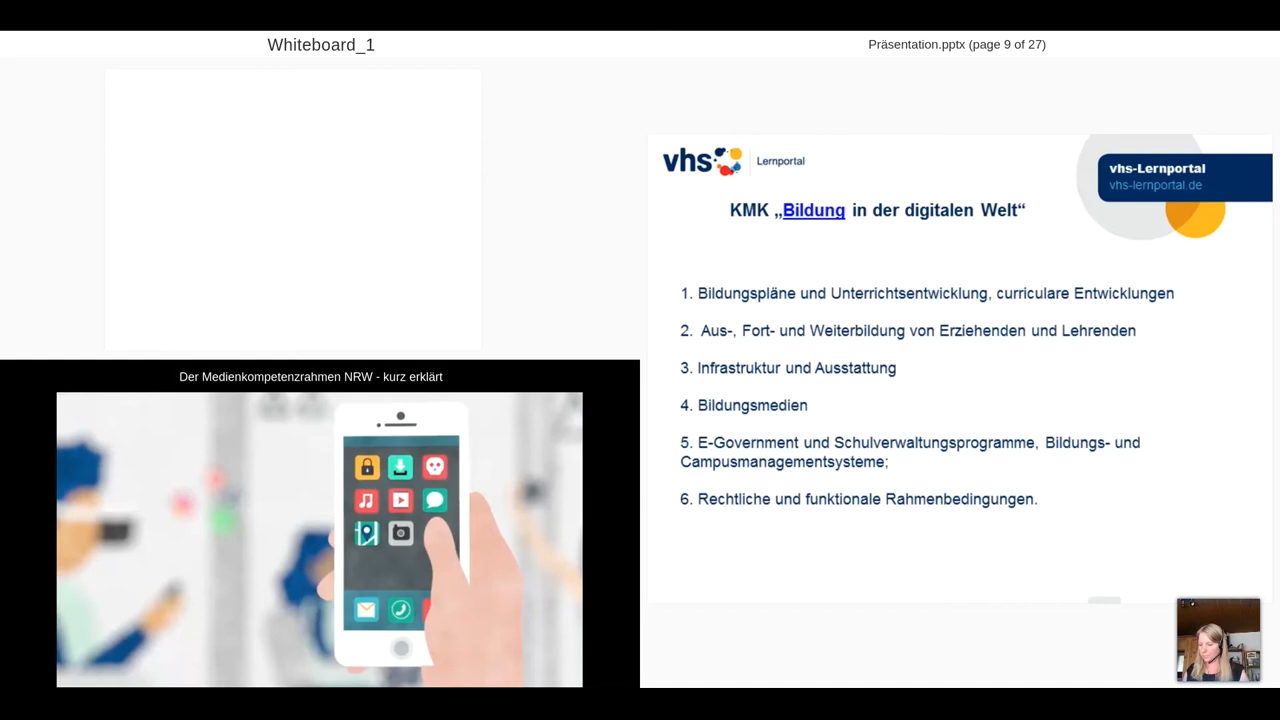 Whiteboard_1
Präsentation.pptx (page 9 of 27)
vhs
Lernportal
vhs-Lernportal
vhs-lernportal.de
KMK „Bildung in der digitalen Welt“
1. Bildungspläne und Unterrichtsentwicklung, curriculare Entwicklungen
2. Aus-, Fort- und Weiterbildung von Erziehenden und Lehrenden
3. Infrastruktur und Ausstattung
4. Bildungsmedien
5. E-Government und Schulverwaltungsprogramme, Bildungs- und
Campusmanagementsysteme;
6. Rechtliche und funktionale Rahmenbedingungen.
Der Medienkompetenzrahmen NRW - kurz erklärt